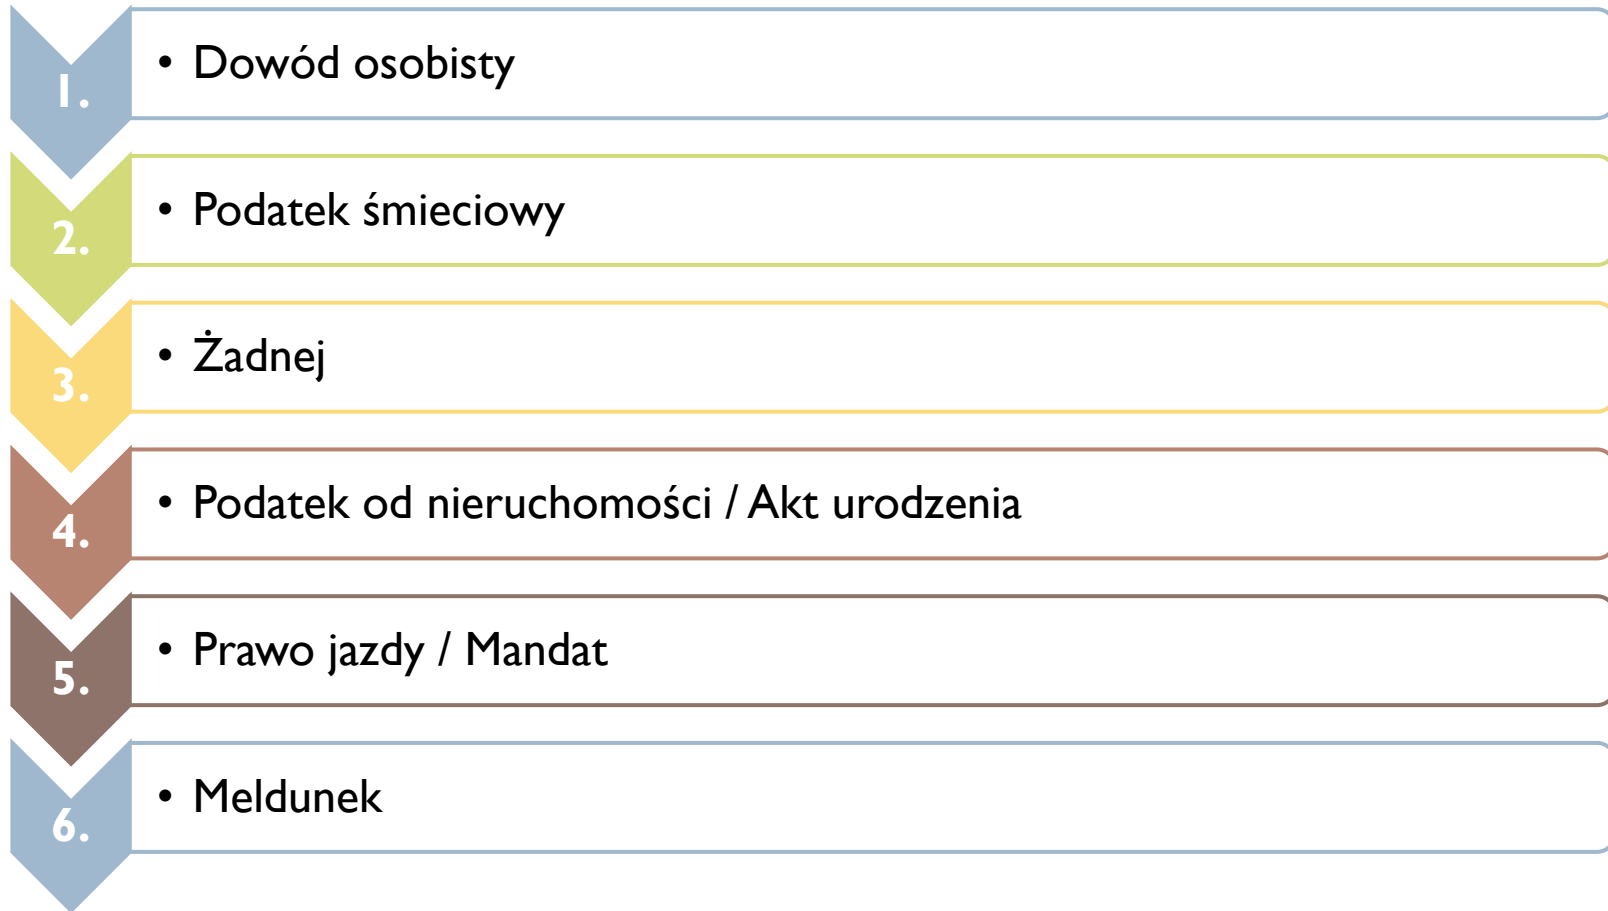 1.
• Dowód osobisty
2.
• Podatek śmieciowy
3.
• Żadnej
4.
• Podatek od nieruchomości / Akt urodzenia
5.
• Prawo jazdy / Mandat
6.
• Meldunek